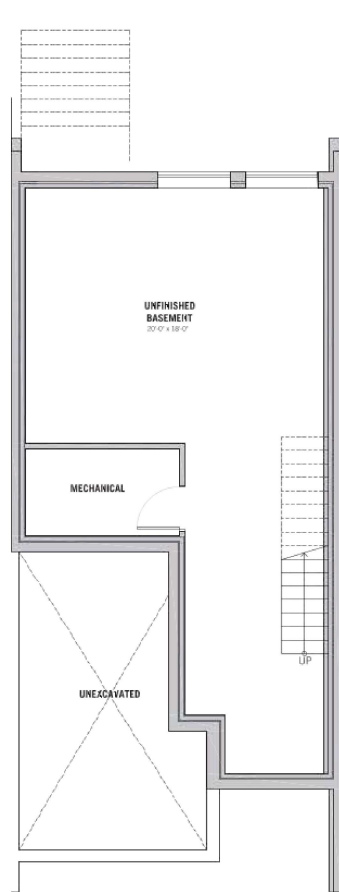 UNFINISHED
BASEMENT
20'-0" x 18'-0"
MECHANICAL
UP
UNEXCAVATED